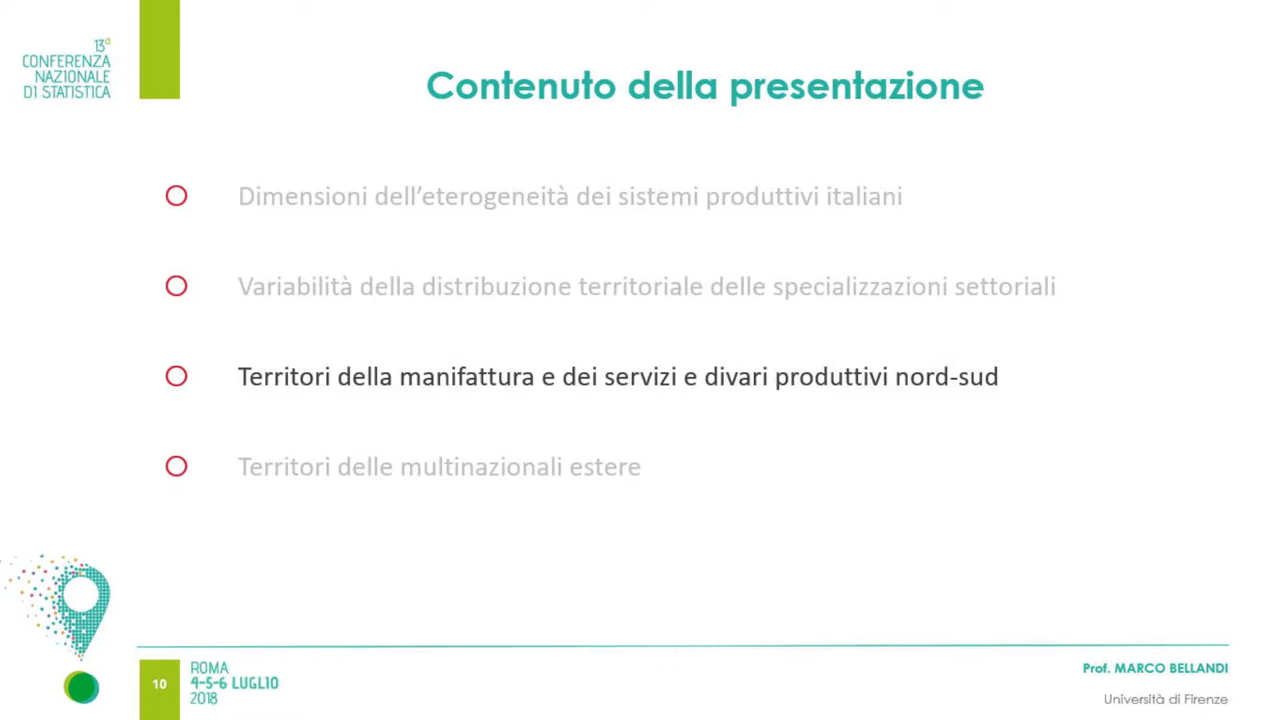 13a
CONFERENZA
NAZIONALE
DI STATISTICA
Contenuto della presentazione
Dimensioni dell’eterogeneità dei sistemi produttivi italiani
Variabilità della distribuzione territoriale delle specializzazioni settoriali
Territori della manifattura e dei servizi e divari produttivi nord-sud
Territori delle multinazionali estere
10
ROMA
4-5-6 LUGLIO
2018
Prof. MARCO BELLANDI
Università di Firenze